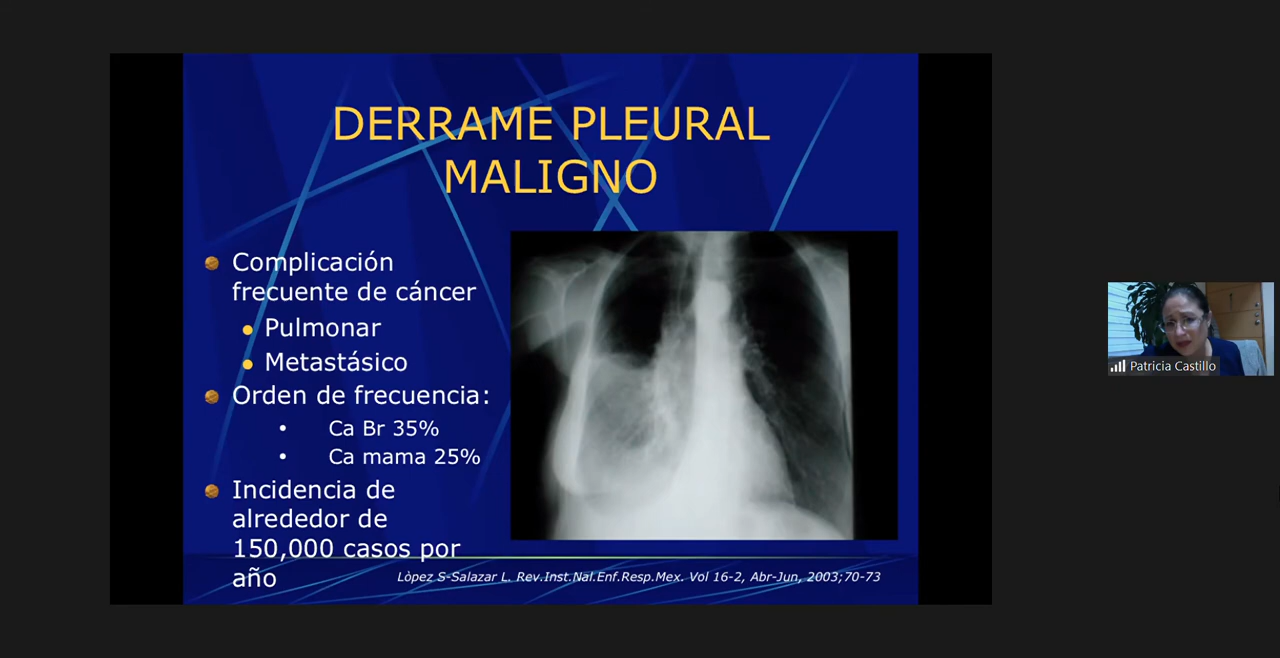 DERRAME PLEURAL
MALIGNO
Complicación
frecuente de cáncer
Pulmonar
Metastásico
Orden de frecuencia:
• Ca Br 35%
• Ca mama 25%
Incidencia de
alrededor de
150,000 casos por
año
Lòpez S-Salazar L. Rev.Inst.Nal.Enf.Resp.Mex. Vol 16-2, Abr-Jun, 2003;70-73
Patricia Castillo